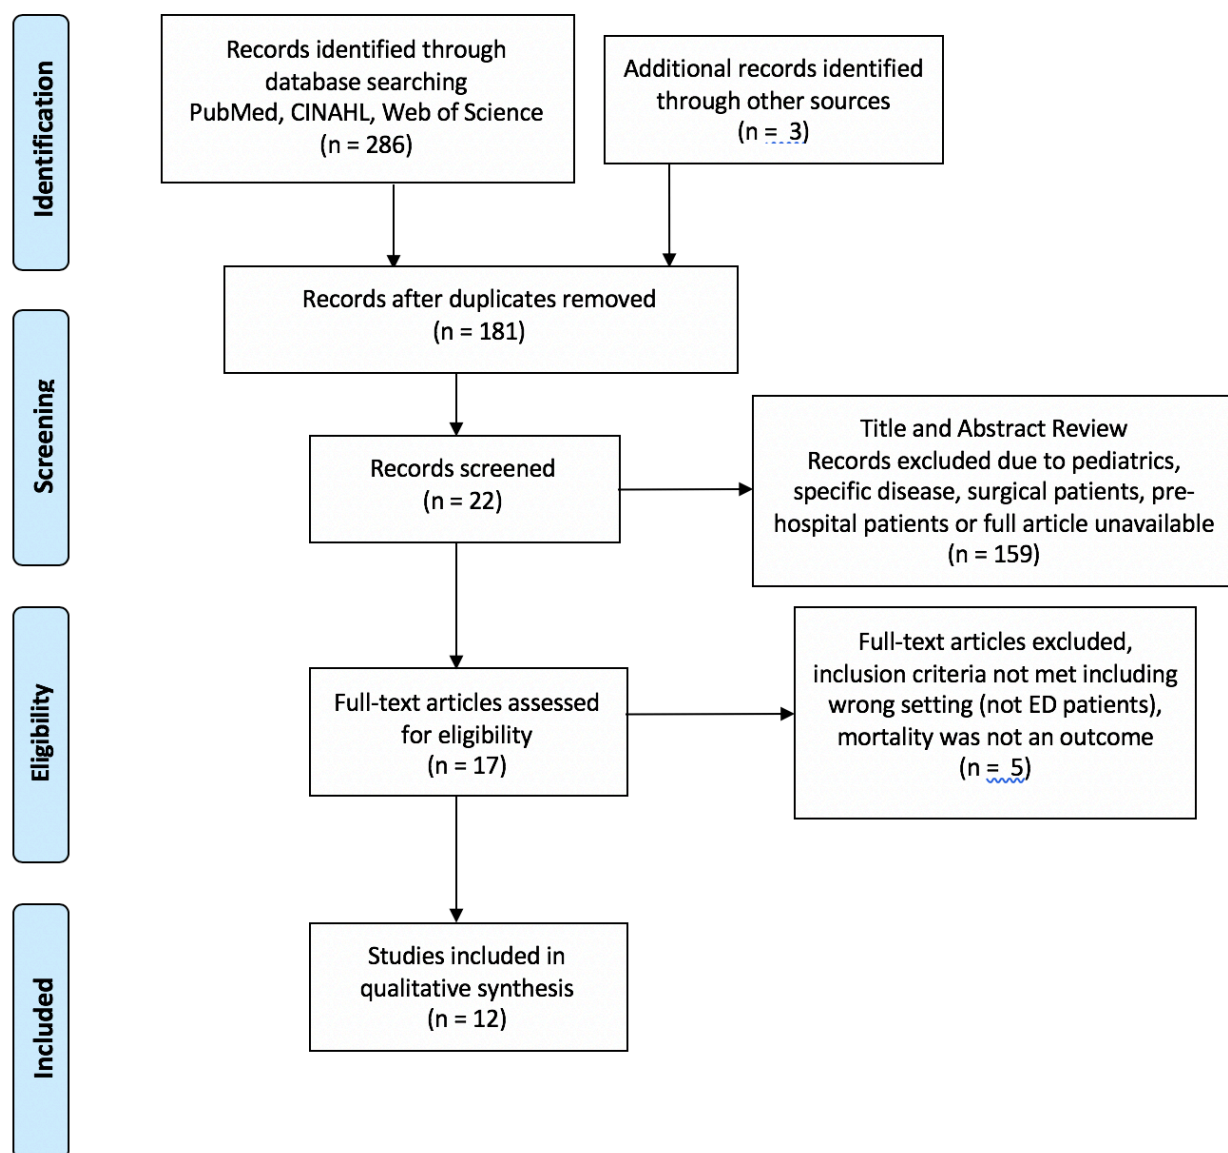 Identification
Records identified through
database searching
PubMed, CINAHL, Web of Science
(n = 286)
Additional records identified
through other sources
(n = 3)
Records after duplicates removed
(n = 181)
Screening
Records screened
(n = 22)
Title and Abstract Review
Records excluded due to pediatrics,
specific disease, surgical patients, pre-
hospital patients or full article unavailable
(n = 159)
Eligibility
Full-text articles assessed
for eligibility
(n = 17)
Full-text articles excluded,
inclusion criteria not met including
wrong setting (not ED patients),
mortality was not an outcome
(n = 5)
Included
Studies included in
qualitative synthesis
(n = 12)